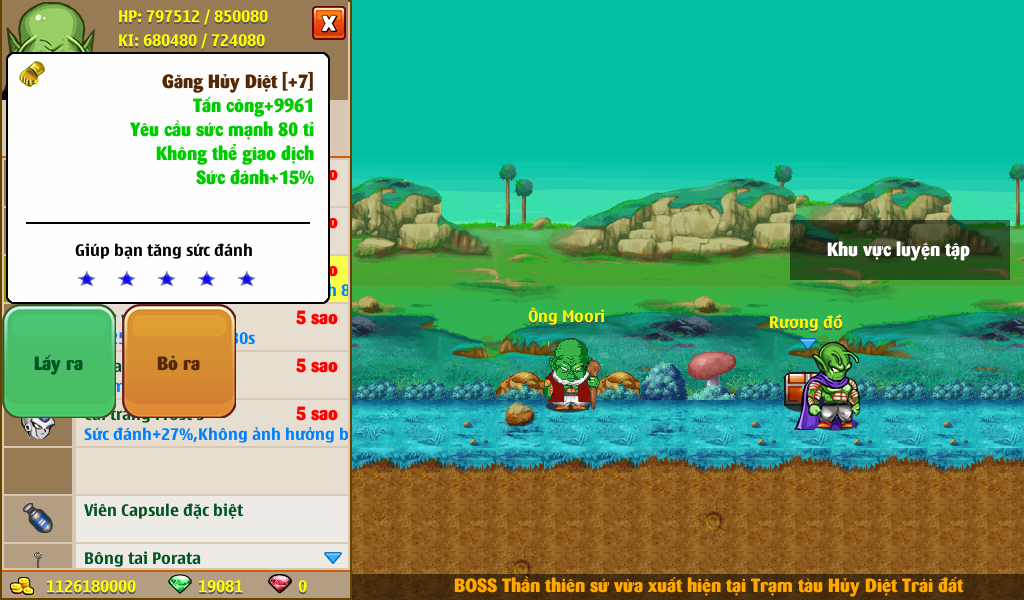 HP: 797512 / 850080
KI: 680480 / 724080
X
Găng Hủy Diệt [+7]
Tấn công+9961
Yêu cầu sức mạnh 80 tỉ
Không thể giao dịch
Sức đánh+15%
Giúp bạn tăng sức đánh
5 sao
Lấy ra
Bỏ ra
5 sao
5 sao
Sức đánh+27%,Không ảnh hưởng b
Viên Capsule đặc biệt
Bông tai Porata
1126180000
19081
0
Khu vực luyện tập
Ông Moori
Rương đồ
BOSS Thần thiên sứ vừa xuất hiện tại Trạm tàu Hủy Diệt Trái đất